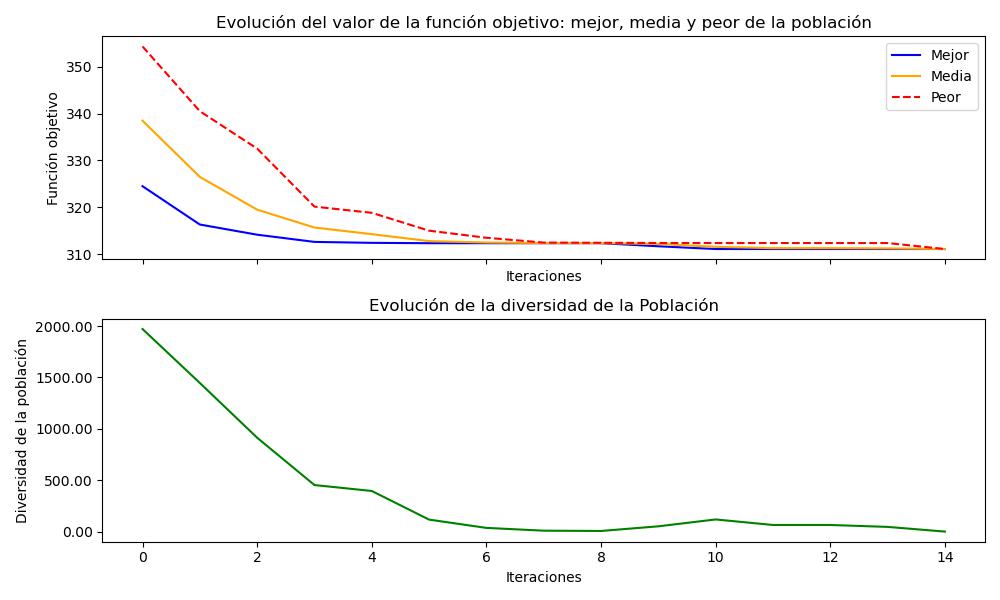 Evolución del valor de la función objetivo: mejor, media y peor de la población
Función objetivo
350
340
330
320
310
Mejor
Media
Peor
Iteraciones
Evolución de la diversidad de la Población
Diversidad de la población
2000.00
1500.00
1000.00
500.00
0.00
0 2 4 6 8 10 12 14
Iteraciones